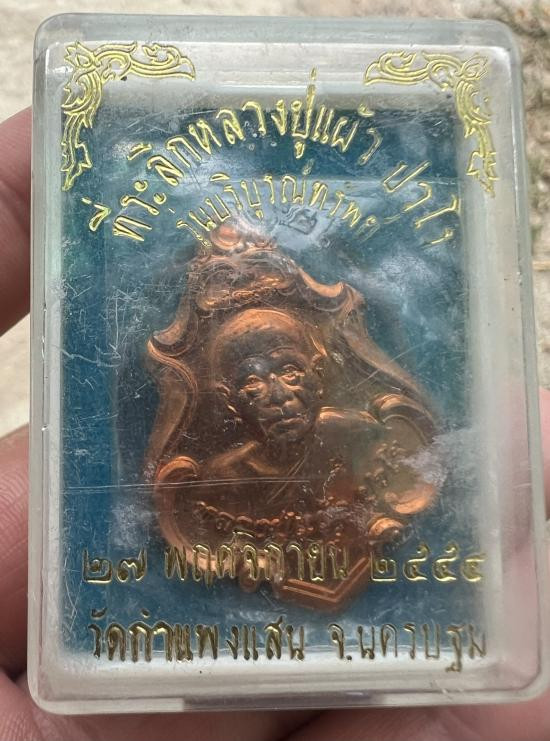 ที่ระลึกหลวงปู่แผ้ว ปวโร
รุ่นบริบูรณ์ทรัพย์
๒๗ พฤศจิกายน ๒๕๕๔
วัดกำแพงแสน จ.นครปฐม